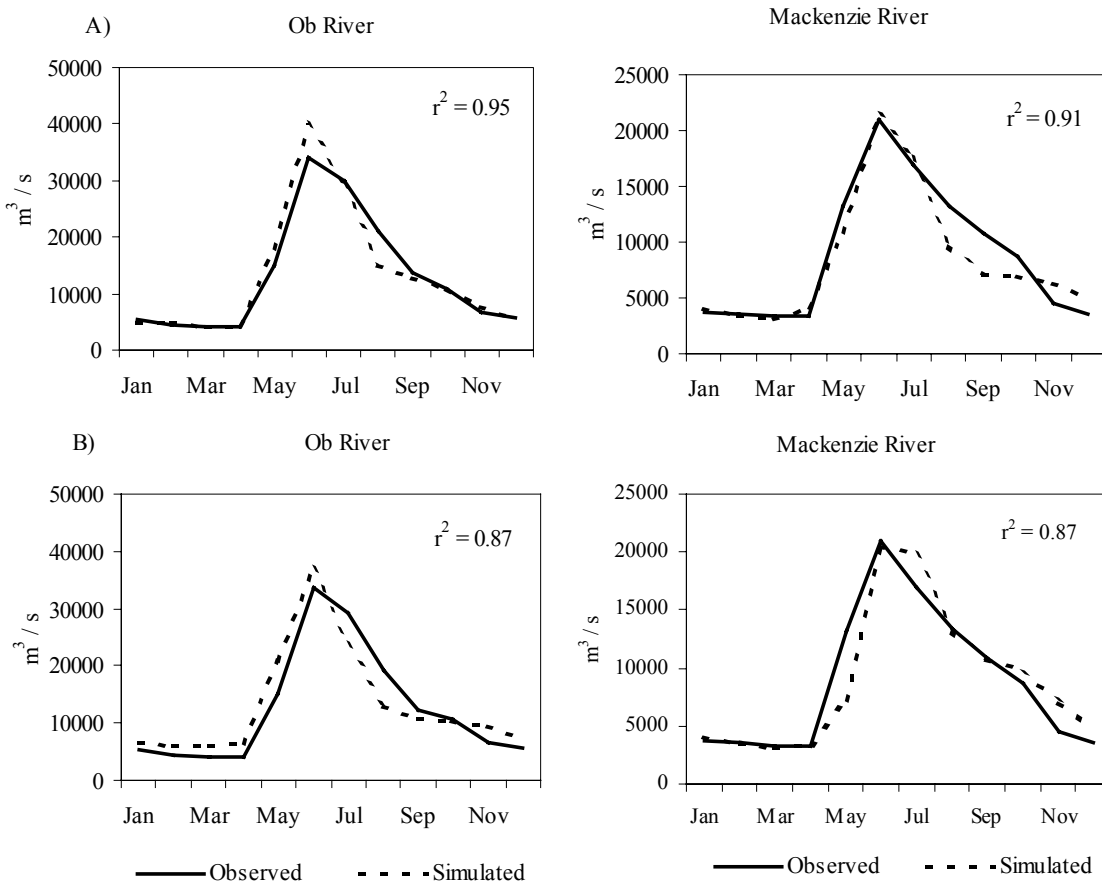 A)
Ob River
50000
40000
30000
20000
10000
0
m³ / s
r² = 0.95
Jan Mar May Jul Sep Nov
Mackenzie River
25000
20000
15000
10000
5000
0
m³ / s
r² = 0.91
Jan Mar May Jul Sep Nov
B)
Ob River
50000
40000
30000
20000
10000
0
m³ / s
r² = 0.87
Jan Mar May Jul Sep Nov
Observed Simulated
Mackenzie River
25000
20000
15000
10000
5000
0
m³ / s
r² = 0.87
Jan Mar May Jul Sep Nov
Observed Simulated